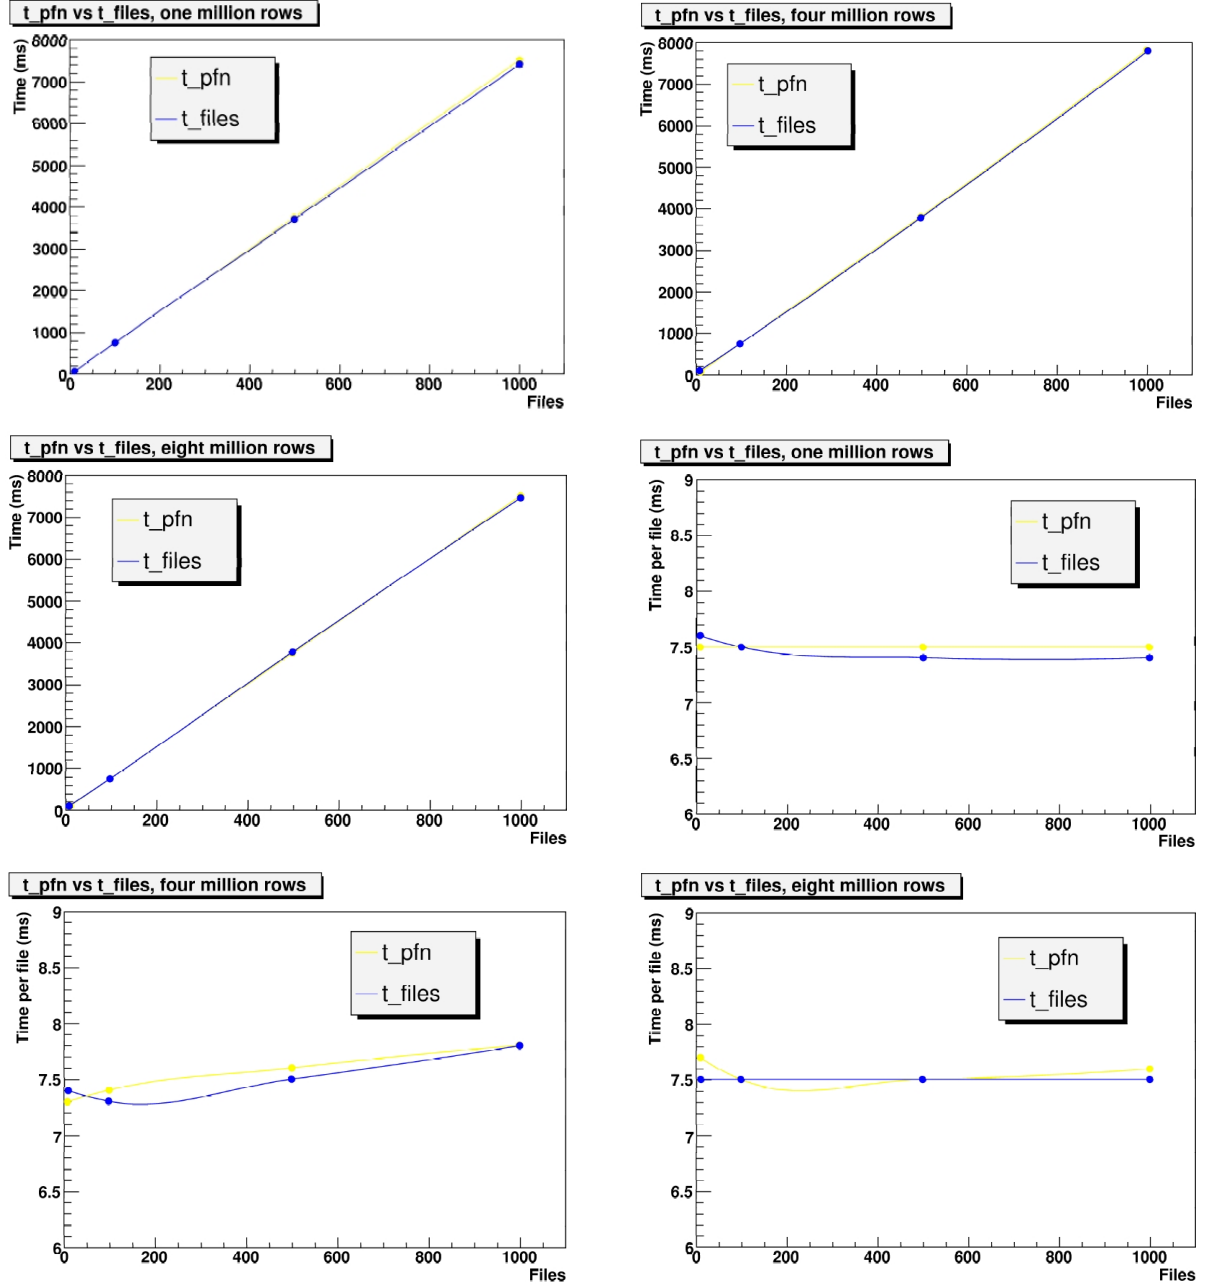 t_pfn vs t_files, one million rows
Time (ms)
8000
7000
6000
5000
4000
3000
2000
1000
0
t_pfn
t_files
0 200 400 600 800 1000
Files
t_pfn vs t_files, four million rows
Time (ms)
8000
7000
6000
5000
4000
3000
2000
1000
0
t_pfn
t_files
0 200 400 600 800 1000
Files
t_pfn vs t_files, eight million rows
Time (ms)
8000
7000
6000
5000
4000
3000
2000
1000
0
t_pfn
t_files
0 200 400 600 800 1000
Files
t_pfn vs t_files, one million rows
Time per file (ms)
9
8.5
8
7.5
7
6.5
6
t_pfn
t_files
0 200 400 600 800 1000
Files
t_pfn vs t_files, four million rows
Time per file (ms)
9
8.5
8
7.5
7
6.5
6
t_pfn
t_files
0 200 400 600 800 1000
Files
t_pfn vs t_files, eight million rows
Time per file (ms)
9
8.5
8
7.5
7
6.5
6
t_pfn
t_files
0 200 400 600 800 1000
Files